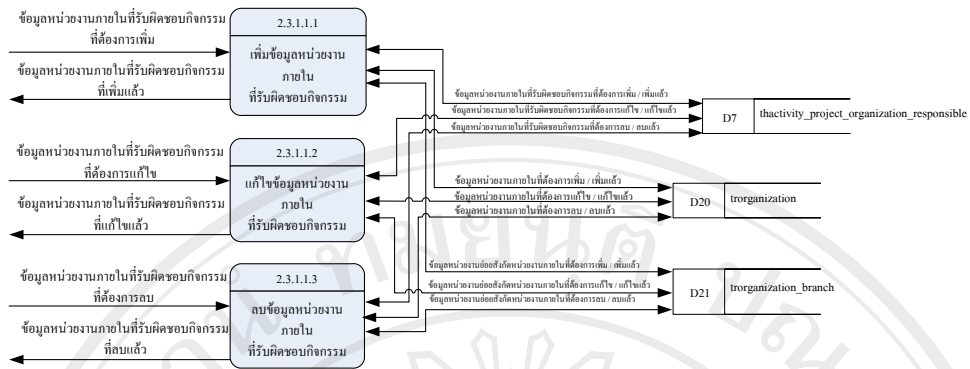 ข้อมูลหน่วยงานภายในที่รับผิดชอบกิจกรรม
ที่ต้องการเพิ่ม
ข้อมูลหน่วยงานภายในที่รับผิดชอบกิจกรรม
ที่เพิ่มแล้ว
2.3.1.1.1
เพิ่มข้อมูลหน่วยงาน
ภายใน
ที่รับผิดชอบกิจกรรม
ข้อมูลหน่วยงานภายในที่รับผิดชอบกิจกรรมที่ต้องการเพิ่ม / เพิ่มแล้ว
ข้อมูลหน่วยงานภายในที่รับผิดชอบกิจกรรมที่ต้องการแก้ไข / แก้ไขแล้ว
ข้อมูลหน่วยงานภายในที่รับผิดชอบกิจกรรมที่ต้องการลบ / ลบแล้ว
D7
thactivity_project_organization_responsible
ข้อมูลหน่วยงานภายในที่รับผิดชอบกิจกรรม
ที่ต้องการแก้ไข
ข้อมูลหน่วยงานภายในที่รับผิดชอบกิจกรรม
ที่แก้ไขแล้ว
2.3.1.1.2
แก้ไขข้อมูลหน่วยงาน
ภายใน
ที่รับผิดชอบกิจกรรม
ข้อมูลหน่วยงานภายในที่ต้องการเพิ่ม / เพิ่มแล้ว
ข้อมูลหน่วยงานภายในที่ต้องการแก้ไข / แก้ไขแล้ว
ข้อมูลหน่วยงานภายในที่ต้องการลบ / ลบแล้ว
D20
trorganization
ข้อมูลหน่วยงานภายในที่รับผิดชอบกิจกรรม
ที่ต้องการลบ
ข้อมูลหน่วยงานภายในที่รับผิดชอบกิจกรรม
ที่ลบแล้ว
2.3.1.1.3
ลบข้อมูลหน่วยงาน
ภายใน
ที่รับผิดชอบกิจกรรม
ข้อมูลหน่วยงานย่อยสังกัดหน่วยงานภายในที่ต้องการเพิ่ม / เพิ่มแล้ว
ข้อมูลหน่วยงานย่อยสังกัดหน่วยงานภายในที่ต้องการแก้ไข / แก้ไขแล้ว
ข้อมูลหน่วยงานย่อยสังกัดหน่วยงานภายในที่ต้องการลบ / ลบแล้ว
D21
trorganization_branch